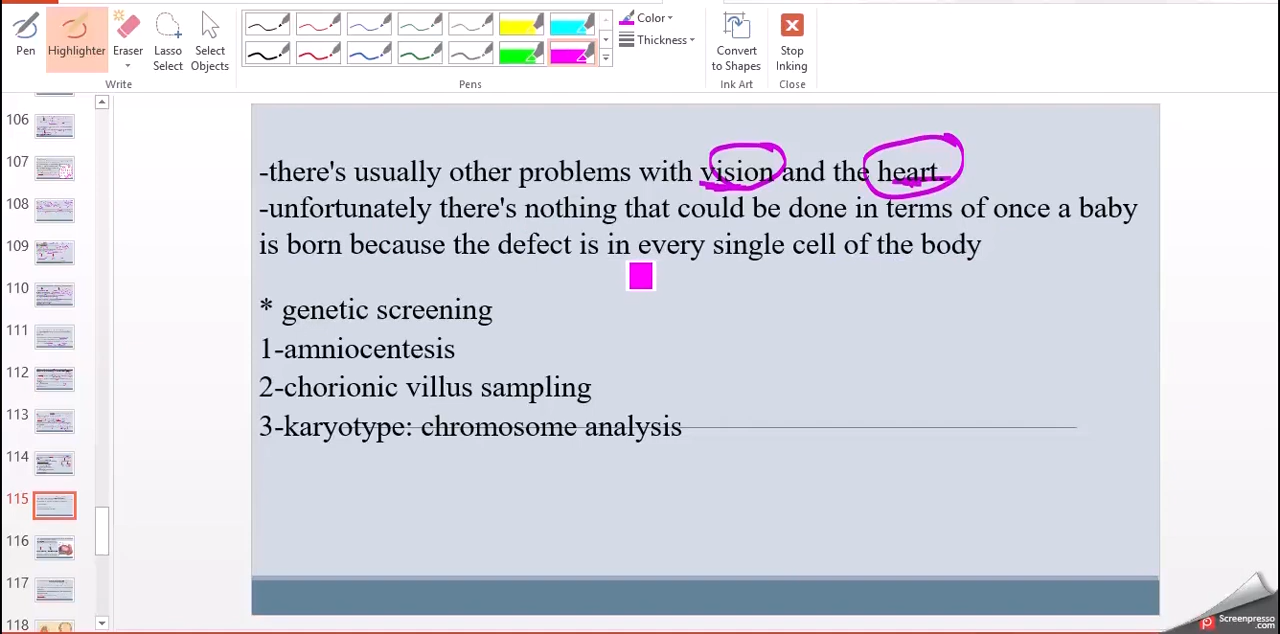 Pen
Highlighter
Eraser
Lasso Select
Select Objects
Color
Thickness
Convert to Shapes
Stop Inking
Write
Pens
Ink Art
Close
106
107
108
109
110
111
112
113
114
115
116
117
118
-there's usually other problems with vision and the heart.
-unfortunately there's nothing that could be done in terms of once a baby
is born because the defect is in every single cell of the body
* genetic screening
1-amniocentesis
2-chorionic villus sampling
3-karyotype: chromosome analysis
Screenpresso
.com